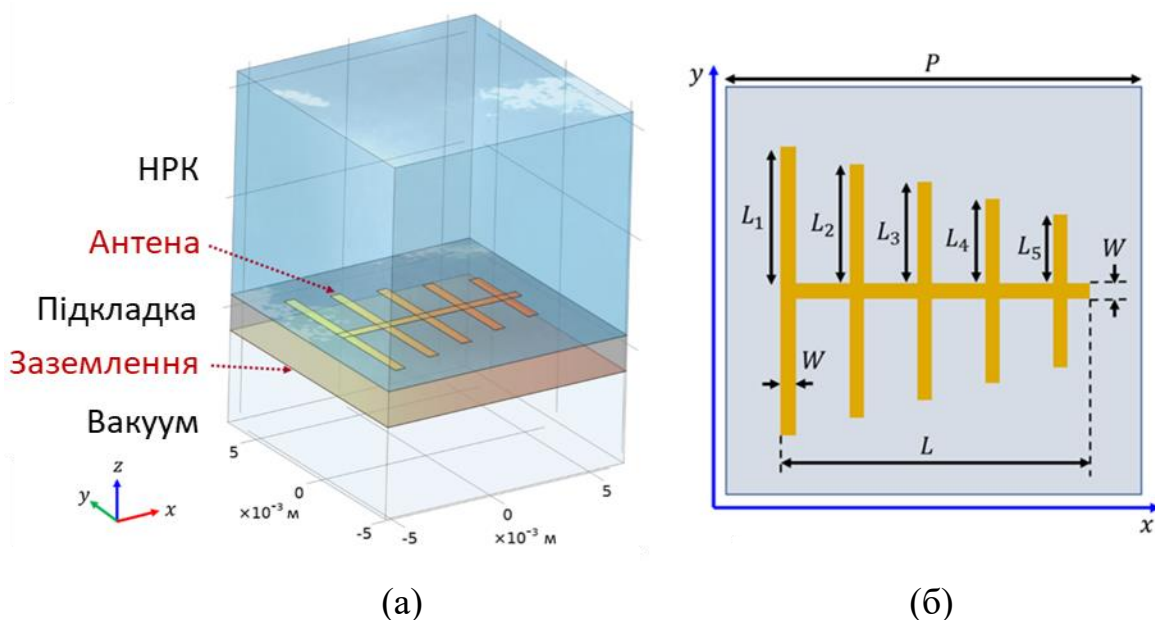 НРК
Антена
Підкладка
Заземлення
Вакуум
z
y
x
5
0
×10⁻³ м
-5
-5
0
×10⁻³ м
5
y
P
L₁
L₂
L₃
L₄
L₅
W
W
L
x
(а)
(б)